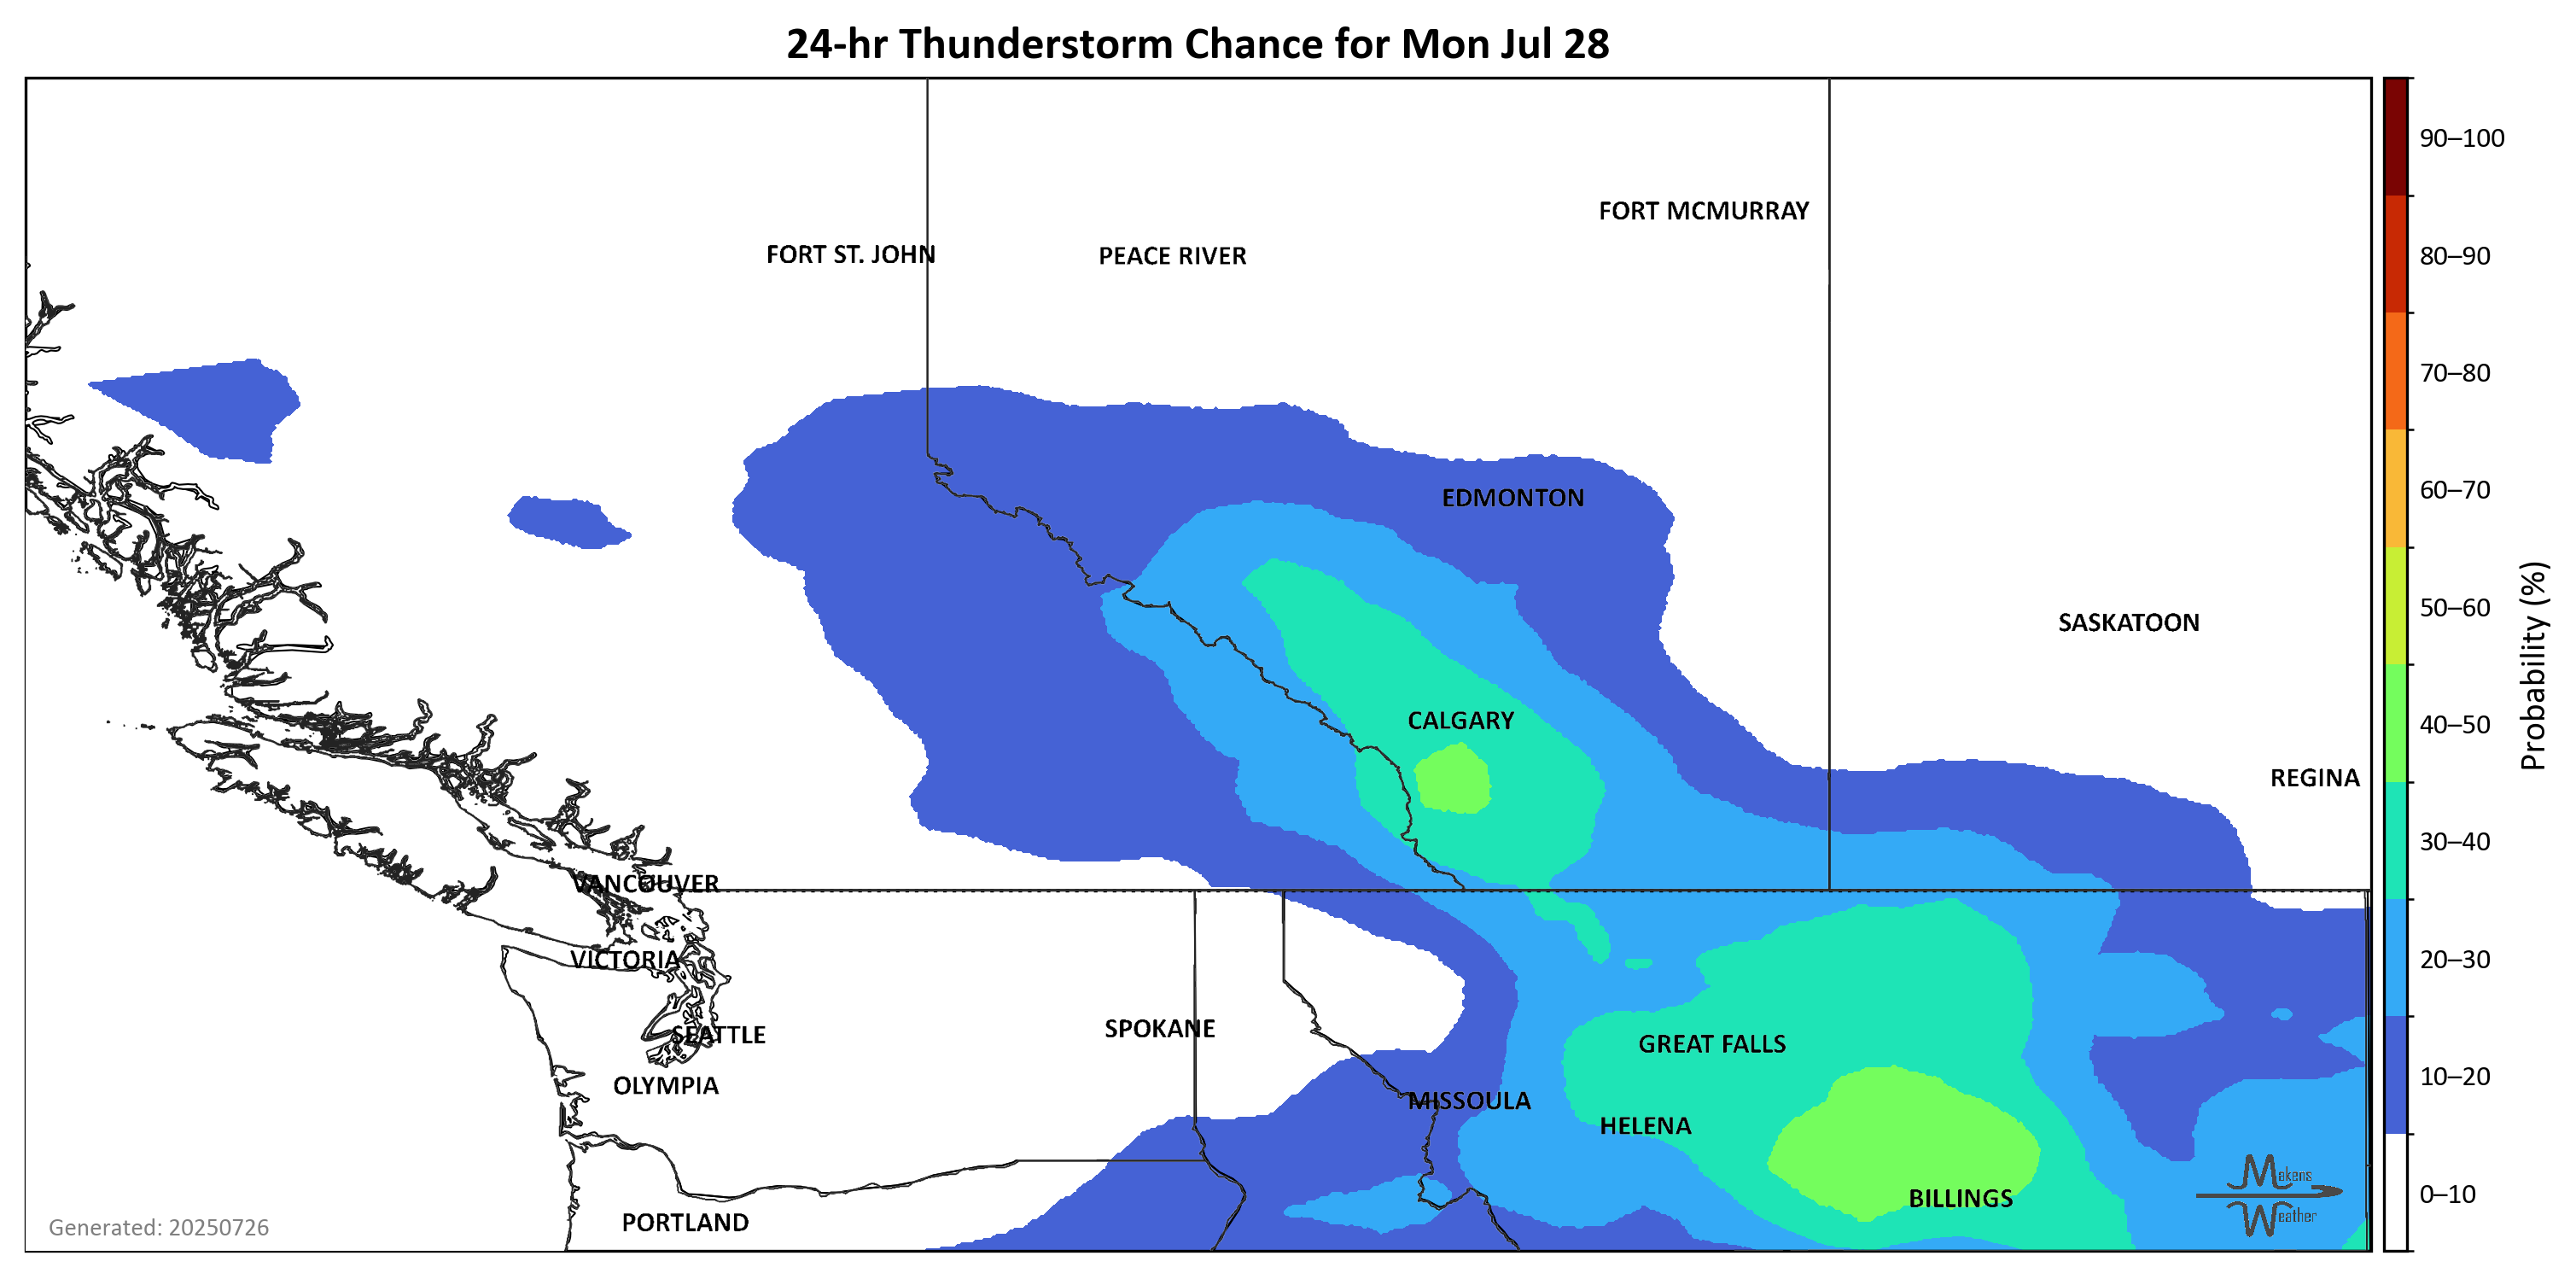 24-hr Thunderstorm Chance for Mon Jul 28
90–100
FORT MCMURRAY
FORT ST. JOHN
PEACE RIVER
80–90
70–80
60–70
EDMONTON
50–60
SASKATOON
Probability (%)
CALGARY
40–50
REGINA
30–40
VANCOUVER
VICTORIA
20–30
SPOKANE
SEATTLE
GREAT FALLS
OLYMPIA
10–20
MISSOULA
HELENA
Makens
Weather
0–10
BILLINGS
PORTLAND
Generated: 20250726